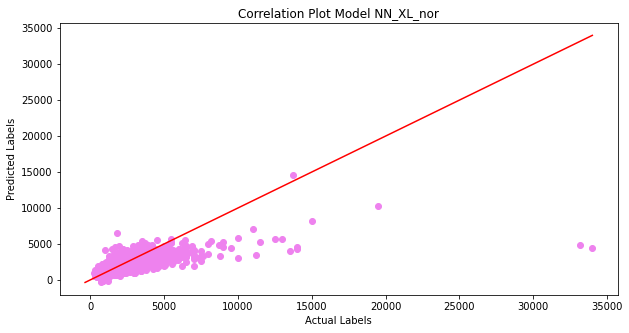 Correlation Plot Model NN_XL_nor
35000
30000
25000
20000
15000
10000
5000
0
Predicted Labels
0 5000 10000 15000 20000 25000 30000 35000
Actual Labels